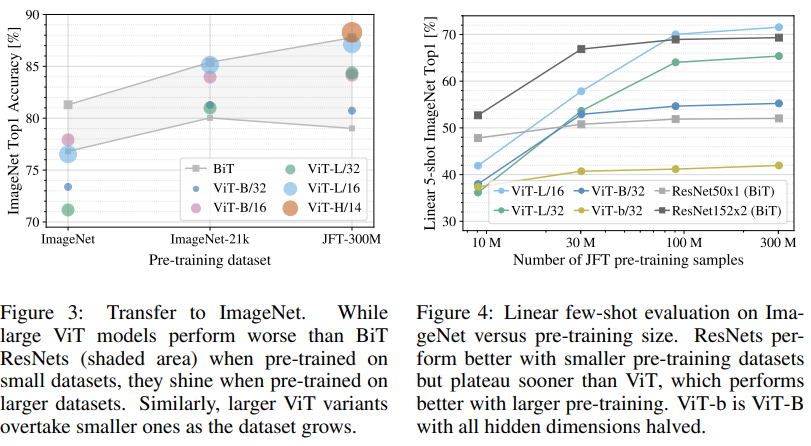 ImageNet Top1 Accuracy [%]
90
85
80
75
70
BiT
ViT-B/32
ViT-B/16
ViT-L/32
ViT-L/16
ViT-H/14
ImageNet
ImageNet-21k
JFT-300M
Pre-training dataset
Linear 5-shot ImageNet Top1 [%]
70
60
50
40
30
ViT-L/16
ViT-L/32
ViT-B/32
ViT-b/32
ResNet50x1 (BiT)
ResNet152x2 (BiT)
10 M
30 M
100 M
300 M
Number of JFT pre-training samples
Figure 3: Transfer to ImageNet. While
large ViT models perform worse than BiT
ResNets (shaded area) when pre-trained on
small datasets, they shine when pre-trained on
larger datasets. Similarly, larger ViT variants
overtake smaller ones as the dataset grows.
Figure 4: Linear few-shot evaluation on Ima-
geNet versus pre-training size. ResNets per-
form better with smaller pre-training datasets
but plateau sooner than ViT, which performs
better with larger pre-training. ViT-b is ViT-B
with all hidden dimensions halved.